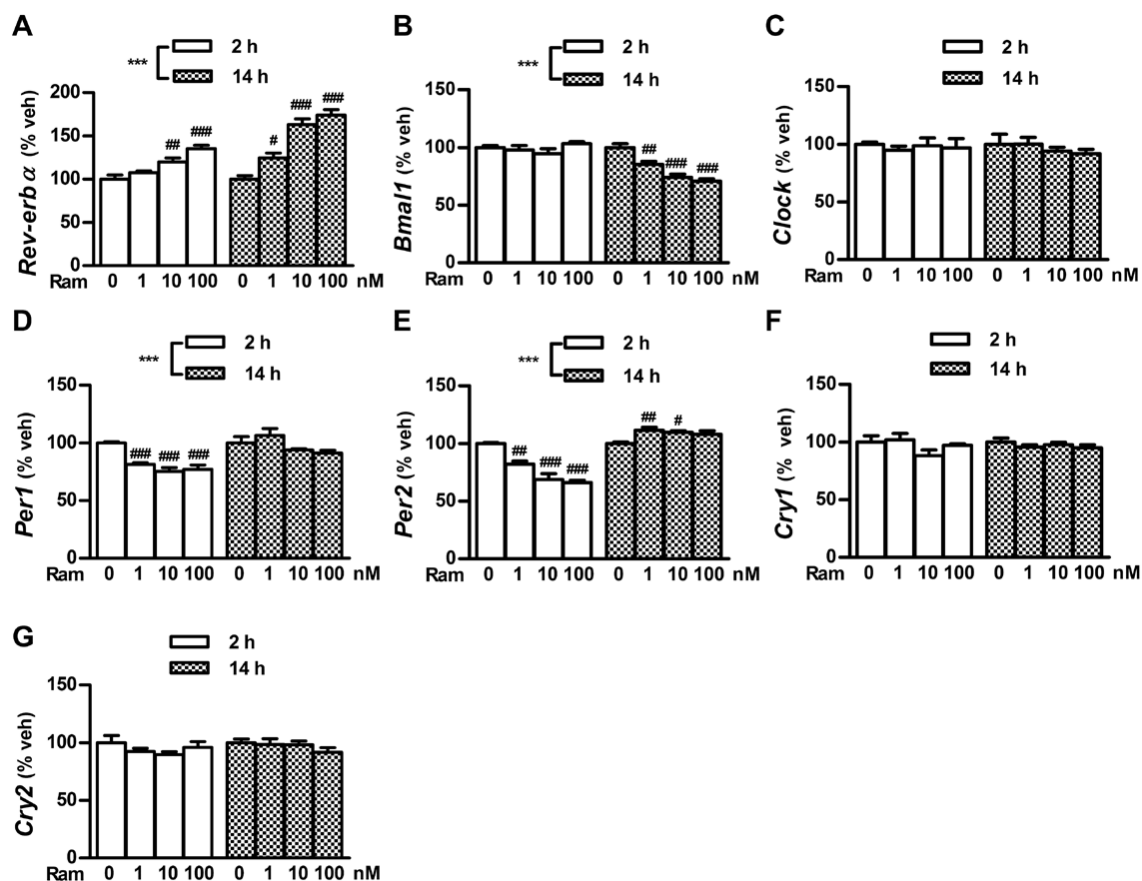 A
2 h
***
14 h
Rev-erb α (% veh)
200
150
100
50
0
## ###
# ### ###
Ram 0 1 10 100 0 1 10 100 nM
B
2 h
***
14 h
Bmal1 (% veh)
150
100
50
0
## ### ###
Ram 0 1 10 100 0 1 10 100 nM
C
2 h
14 h
Clock (% veh)
150
100
50
0
Ram 0 1 10 100 0 1 10 100 nM
D
2 h
***
14 h
Per1 (% veh)
150
100
50
0
### ### ###
Ram 0 1 10 100 0 1 10 100 nM
E
2 h
***
14 h
Per2 (% veh)
150
100
50
0
## ### ###
## #
Ram 0 1 10 100 0 1 10 100 nM
F
2 h
14 h
Cry1 (% veh)
150
100
50
0
Ram 0 1 10 100 0 1 10 100 nM
G
2 h
14 h
Cry2 (% veh)
150
100
50
0
Ram 0 1 10 100 0 1 10 100 nM